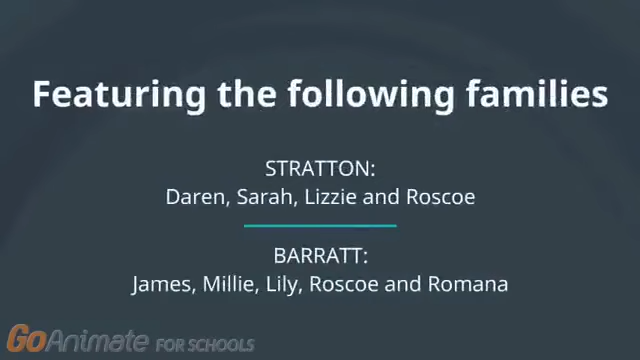 Featuring the following families
STRATTON:
Daren, Sarah, Lizzie and Roscoe
BARRATT:
James, Millie, Lily, Roscoe and Romana
GoAnimate FOR SCHOOLS